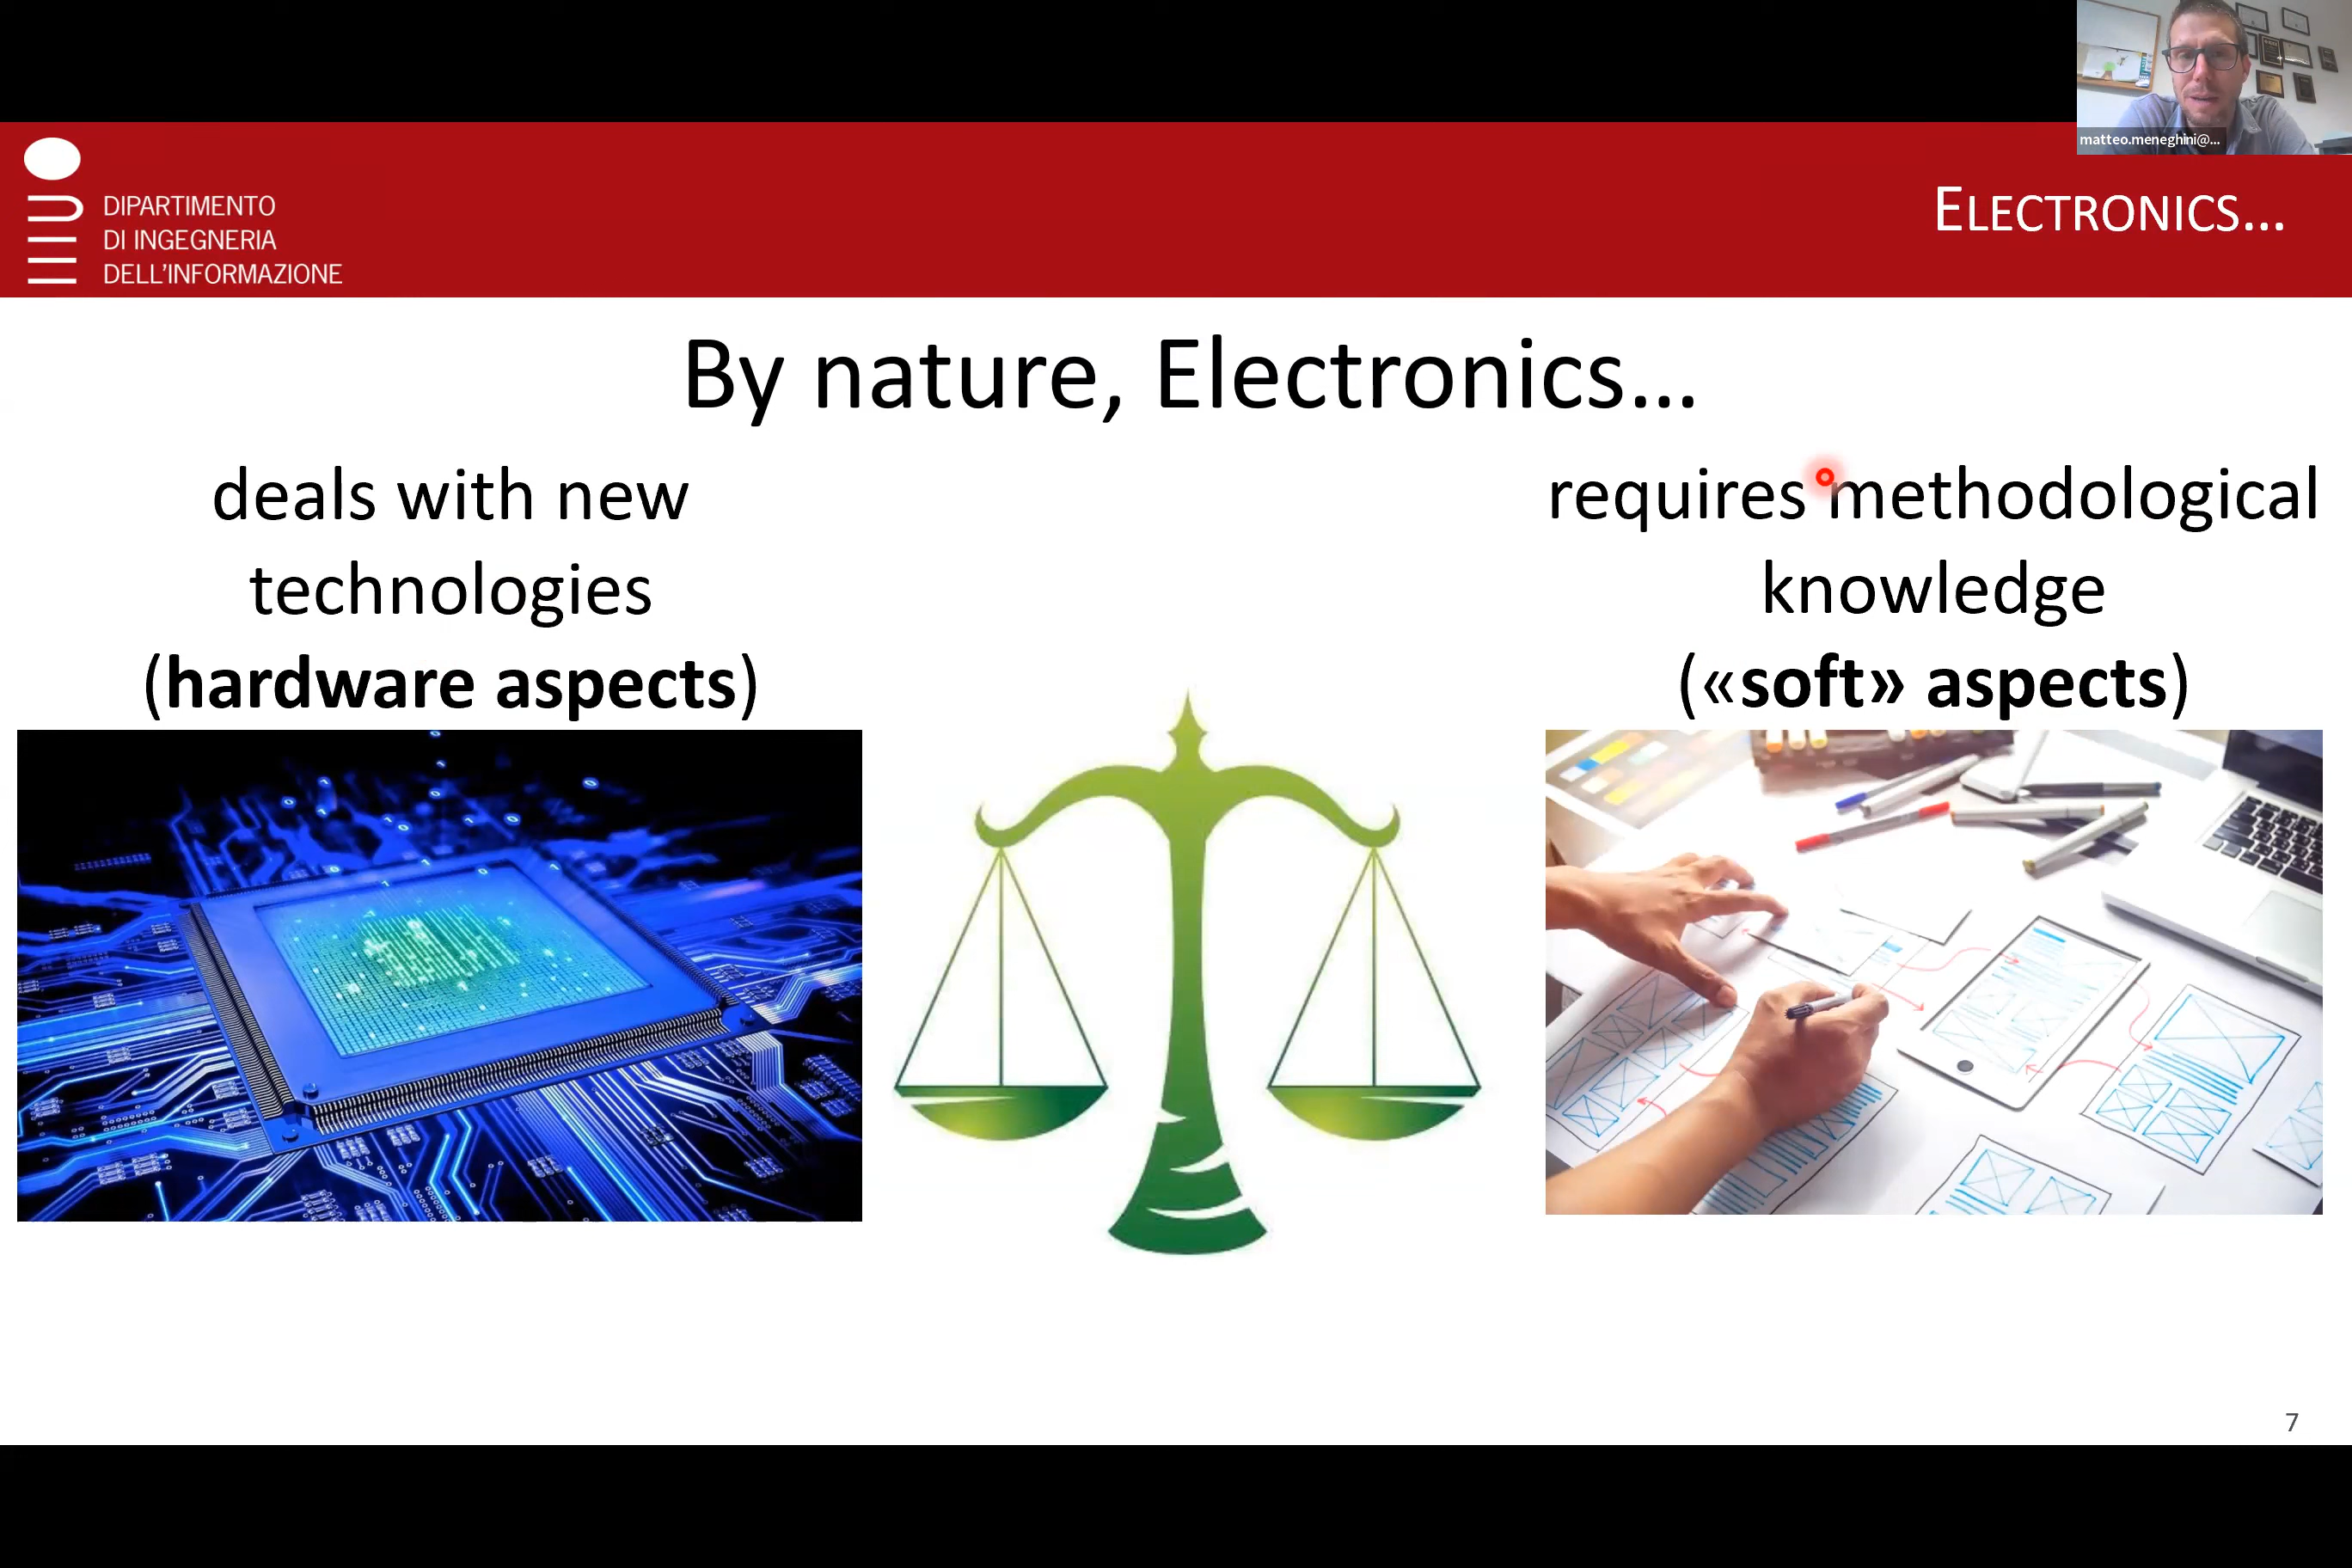 matteo.meneghini@...
DIPARTIMENTO
DI INGEGNERIA
DELL'INFORMAZIONE
ELECTRONICS...
By nature, Electronics...
deals with new
technologies
(hardware aspects)
requires methodological
knowledge
(«soft» aspects)
7